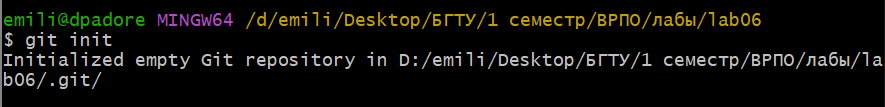 emili@dpadore MINGW64 /d/emili/Desktop/БГТУ/1 семестр/ВРПО/лабы/lab06
$ git init
Initialized empty Git repository in D:/emili/Desktop/БГТУ/1 семестр/ВРПО/лабы/la
b06/.git/